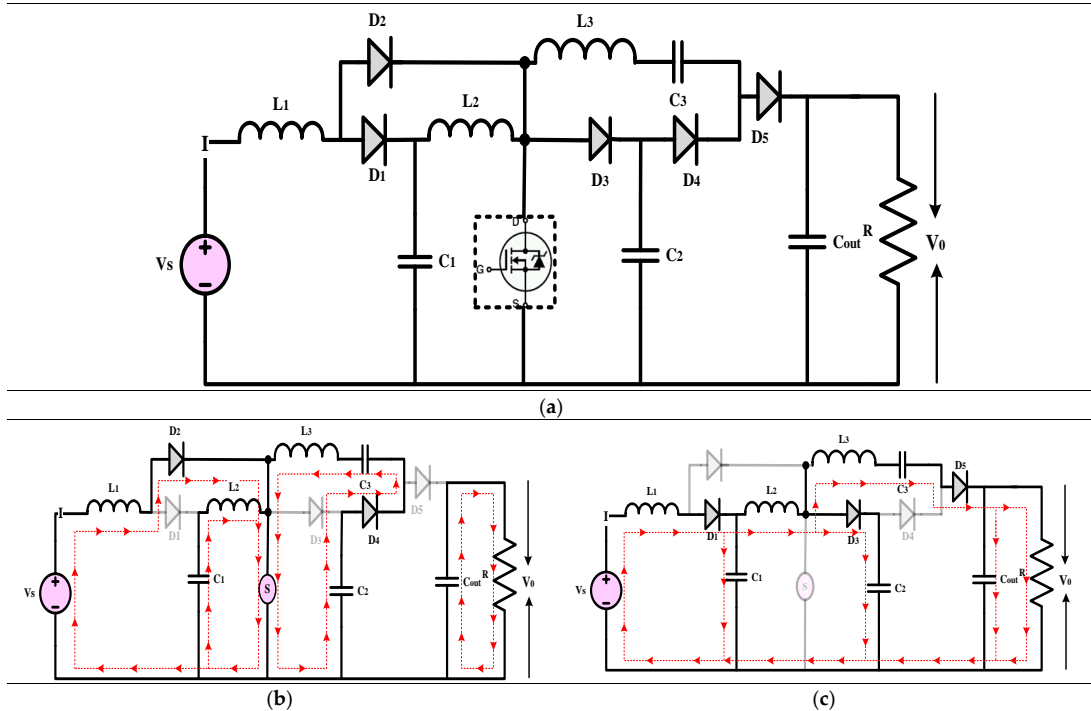 D2
L3
C3
L1
L2
D5
I
D1
D3
D4
D
G
S
Vs
C1
C2
Cout
R
V0
(a)
D2
L3
C3
L1
L2
D5
I
D1
D3
D4
C1
S
C2
Cout
R
V0
Vs
(b)
L3
D5
C3
L1
L2
I
D1
D3
D4
C1
S
C2
Cout
R
V0
Vs
(c)